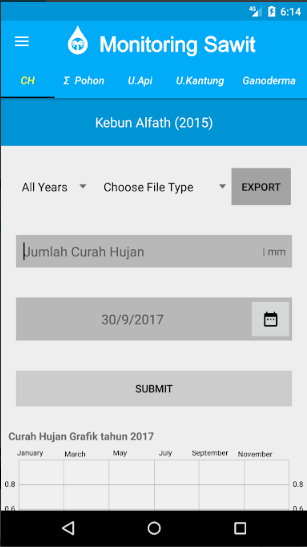 4G 6:14
Monitoring Sawit
CH Σ Pohon U.Api U.Kantung Ganoderma
Kebun Alfath (2015)
All Years Choose File Type EXPORT
Jumlah Curah Hujan | mm
30/9/2017
SUBMIT
Curah Hujan Grafik tahun 2017
January March May July September November
0.8 0.8
0.6 0.6